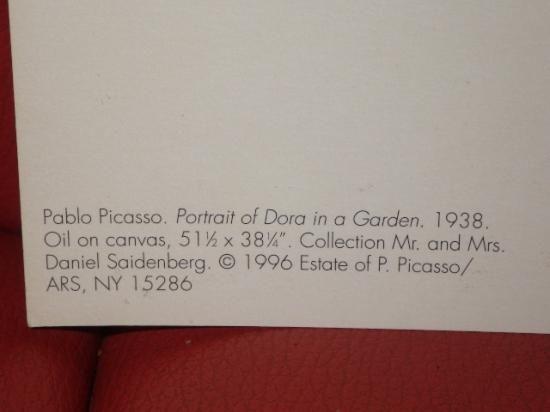 Pablo Picasso. Portrait of Dora in a Garden. 1938.
Oil on canvas, 51½ x 38¼". Collection Mr. and Mrs.
Daniel Saidenberg. © 1996 Estate of P. Picasso/
ARS, NY 15286